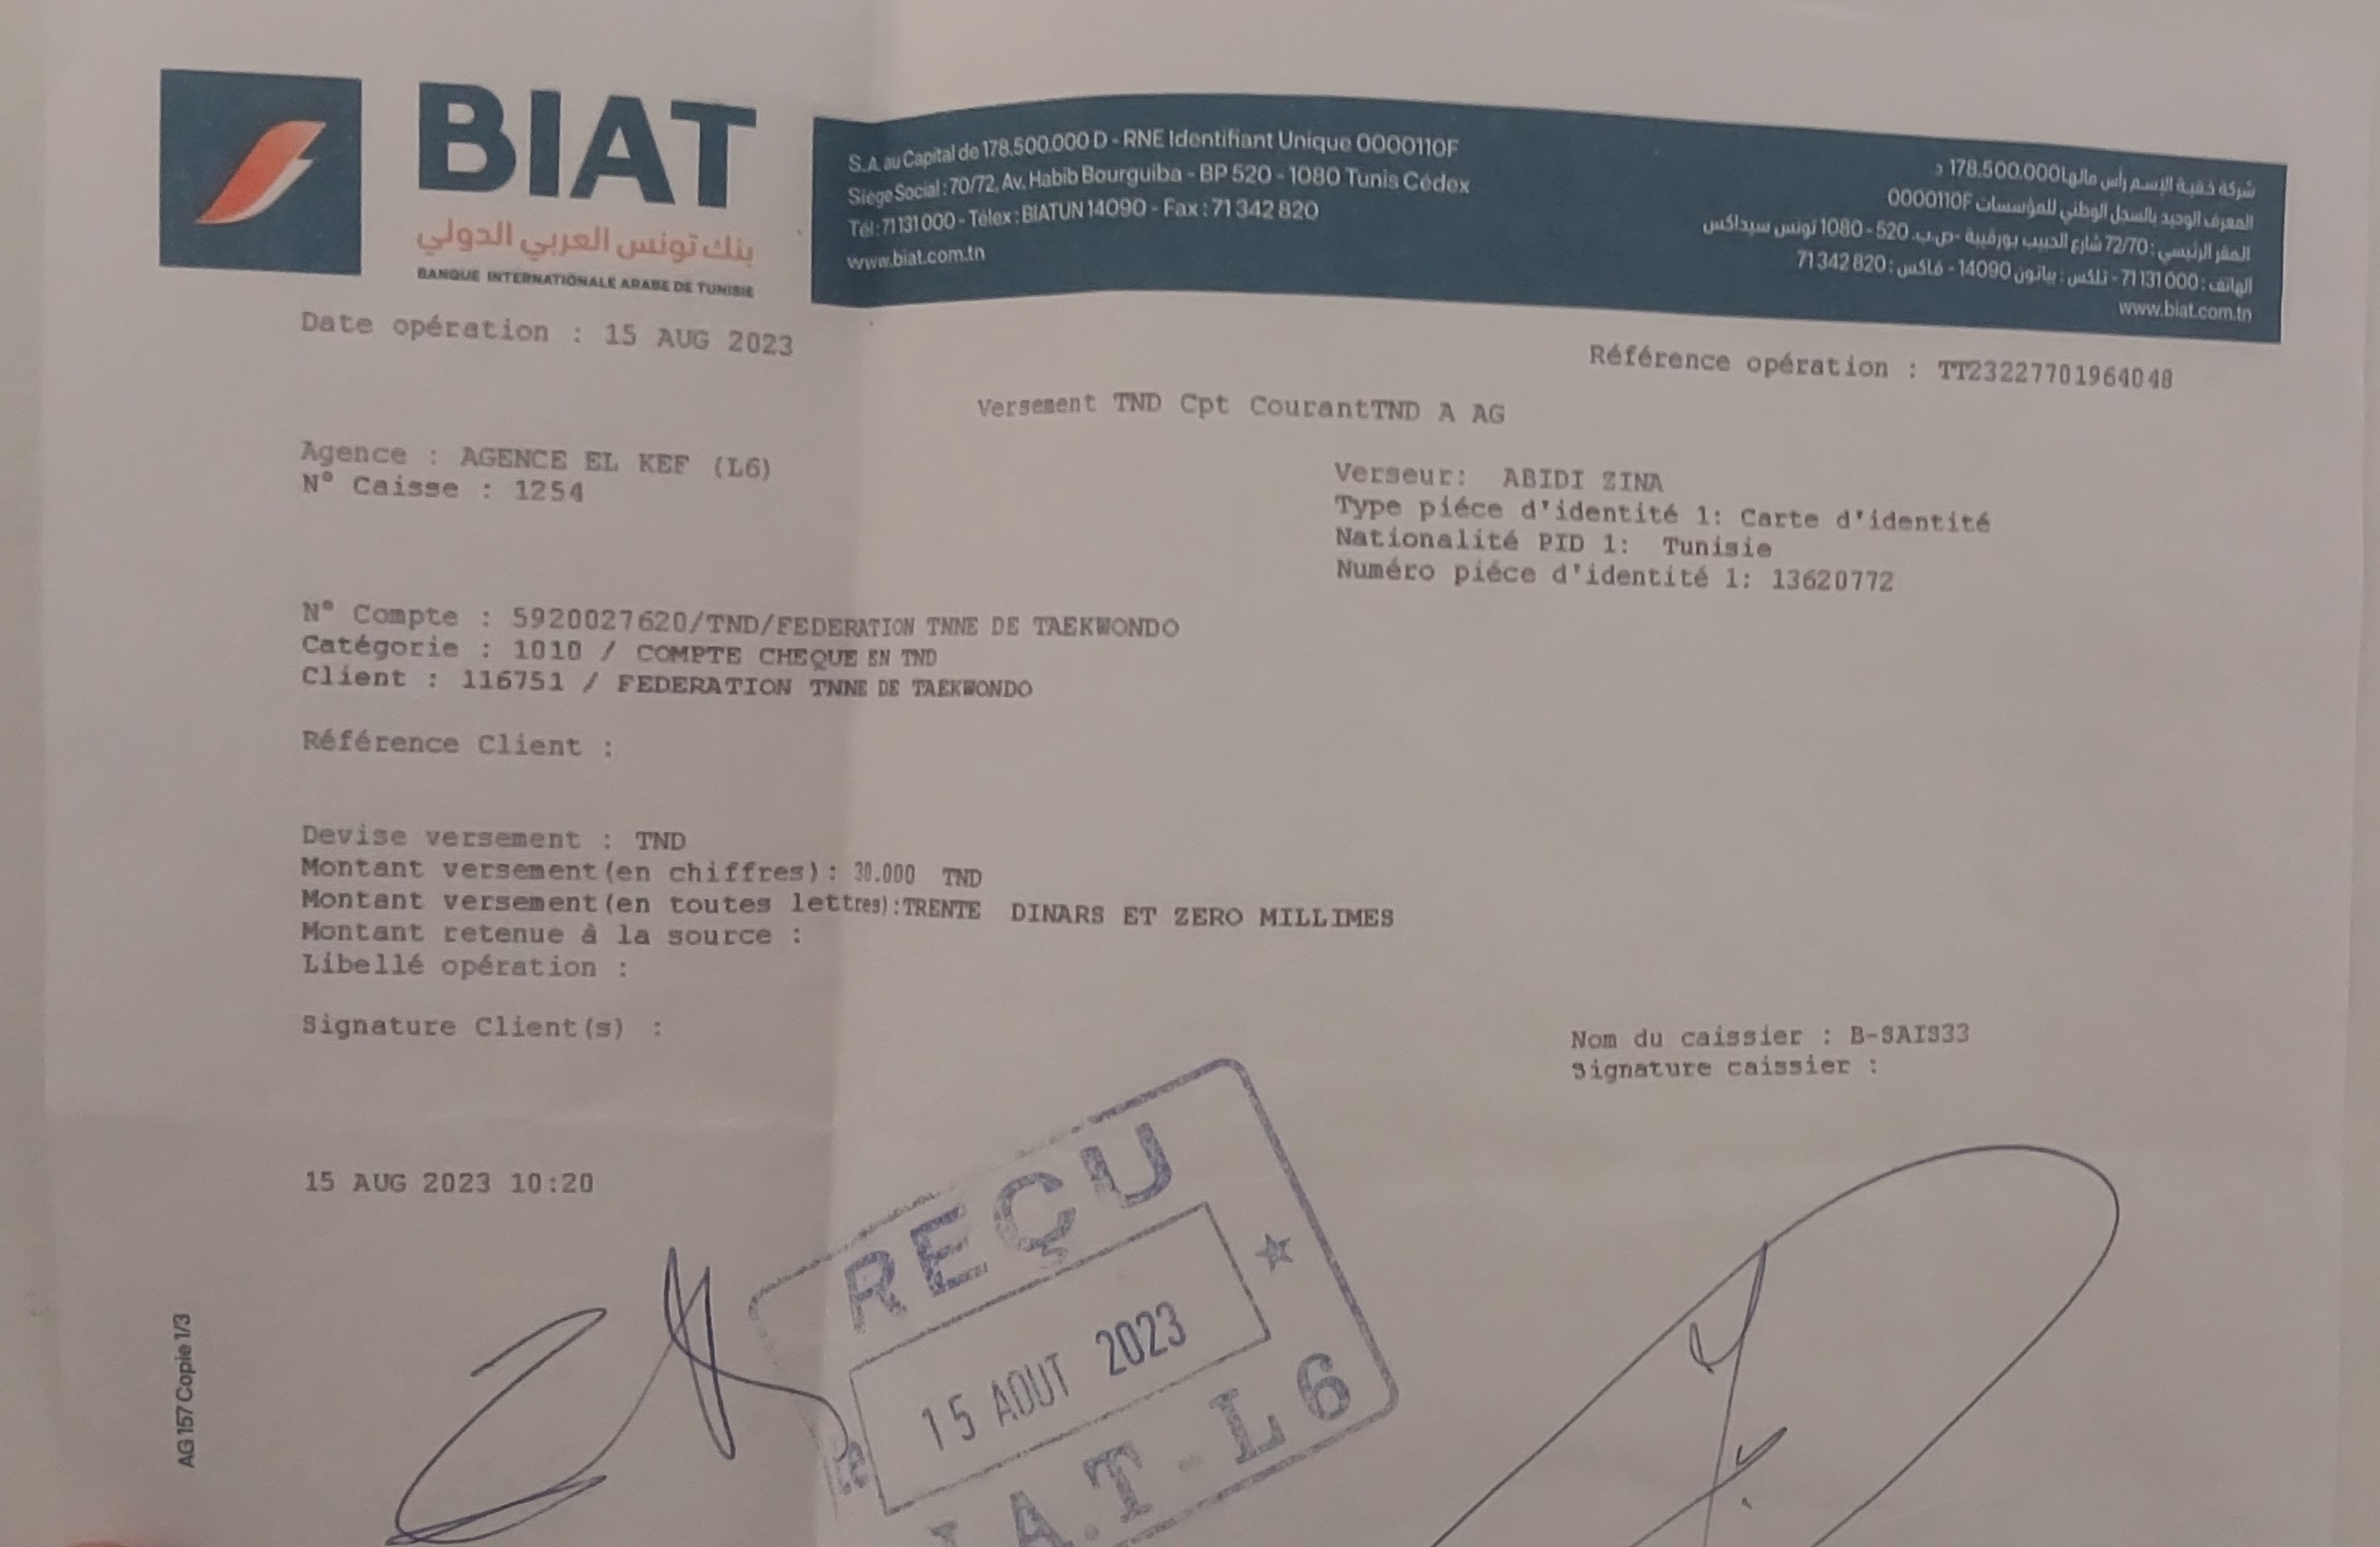 BIAT
بنك تونس العربي الدولي
BANQUE INTERNATIONALE ARABE DE TUNISIE
S.A. au Capital de 178.500.000 D - RNE Identifiant Unique 0000110F
Siège Social : 70/72, Av. Habib Bourguiba - BP 520 - 1080 Tunis Cédex
Tél : 71 131 000 - Télex : BIATUN 14090 - Fax : 71 342 820
www.biat.com.tn
شركة خفية الإسم رأس مالها 178.500.000 د
المعرف الوحيد بالسجل الوطني للمؤسسات 0000110F
المقر الرئيسي : 72/70 شارع الحبيب بورقيبة -ص.ب. 520 - 1080 تونس سيداكس
الهاتف : 71 131 000 - تلكس : بياتون 14090 - فاكس : 71 342 820
www.biat.com.tn
Date opération : 15 AUG 2023
Référence opération : TT23227701964048
Versement TND Cpt CourantTND A AG
Agence : AGENCE EL KEF (L6)
N° Caisse : 1254
Verseur: ABIDI ZINA
Type piéce d'identité 1: Carte d'identité
Nationalité PID 1: Tunisie
Numéro piéce d'identité 1: 13620772
N° Compte : 5920027620/TND/FEDERATION TNNE DE TAEKWONDO
Catégorie : 1010 / COMPTE CHEQUE EN TND
Client : 116751 / FEDERATION TNNE DE TAEKWONDO
Référence Client :
Devise versement : TND
Montant versement(en chiffres): 30.000 TND
Montant versement(en toutes lettres):TRENTE DINARS ET ZERO MILLIMES
Montant retenue à la source :
Libellé opération :
Signature Client(s) :
Nom du caissier : B-SAIS33
Signature caissier :
15 AUG 2023 10:20
REÇU
15 AOUT 2023
I.A.T - L6
AG 157 Copie 1/3